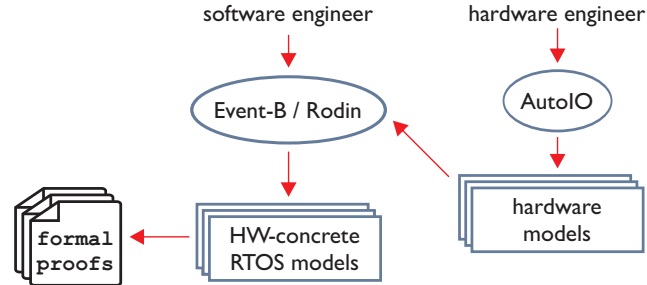 software engineer
hardware engineer
Event-B / Rodin
AutoIO
hardware
models
HW-concrete
RTOS models
formal
proofs